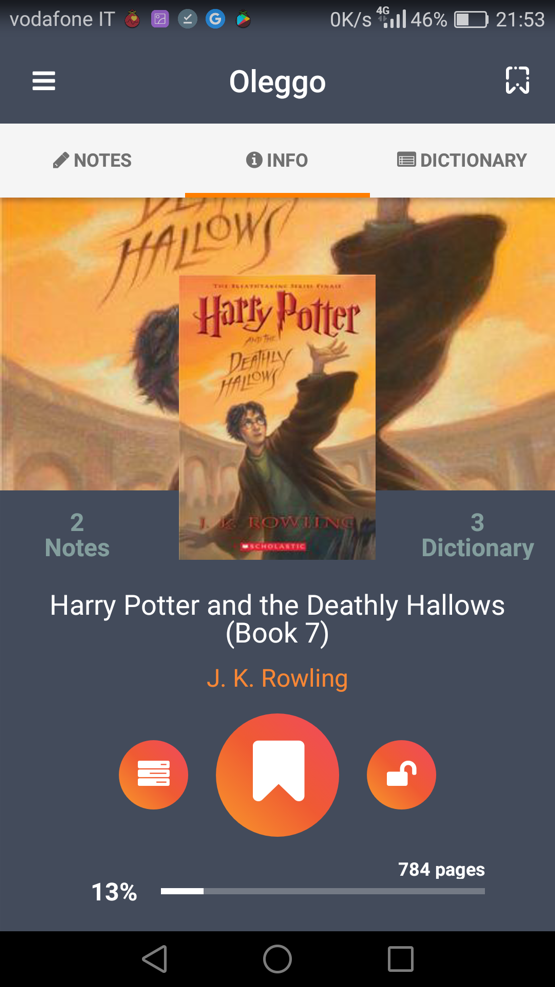 vodafone IT 0K/s 4G 46% 21:53
Oleggo
NOTES INFO DICTIONARY
DEATHLY
HALLOWS
THE BREATHTAKING SERIES FINALE
Harry Potter
AND THE
DEATHLY
HALLOWS
J. K. ROWLING
SCHOLASTIC
2
Notes
3
Dictionary
Harry Potter and the Deathly Hallows
(Book 7)
J. K. Rowling
784 pages
13%